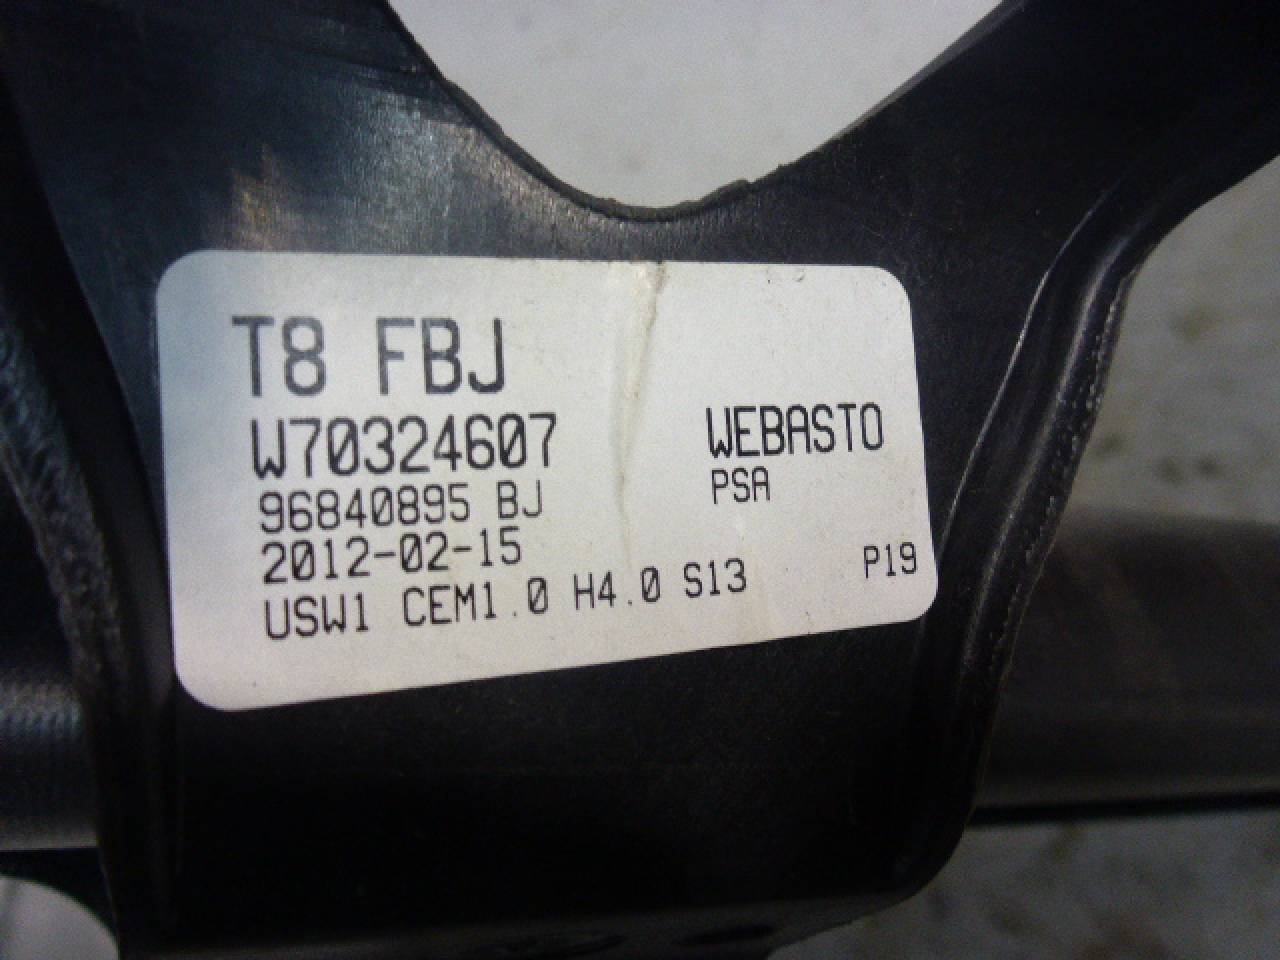 T8 FBJ
W70324607
WEBASTO
96840895 BJ
PSA
2012-02-15
USW1 CEM1.0 H4.0 S13
P19